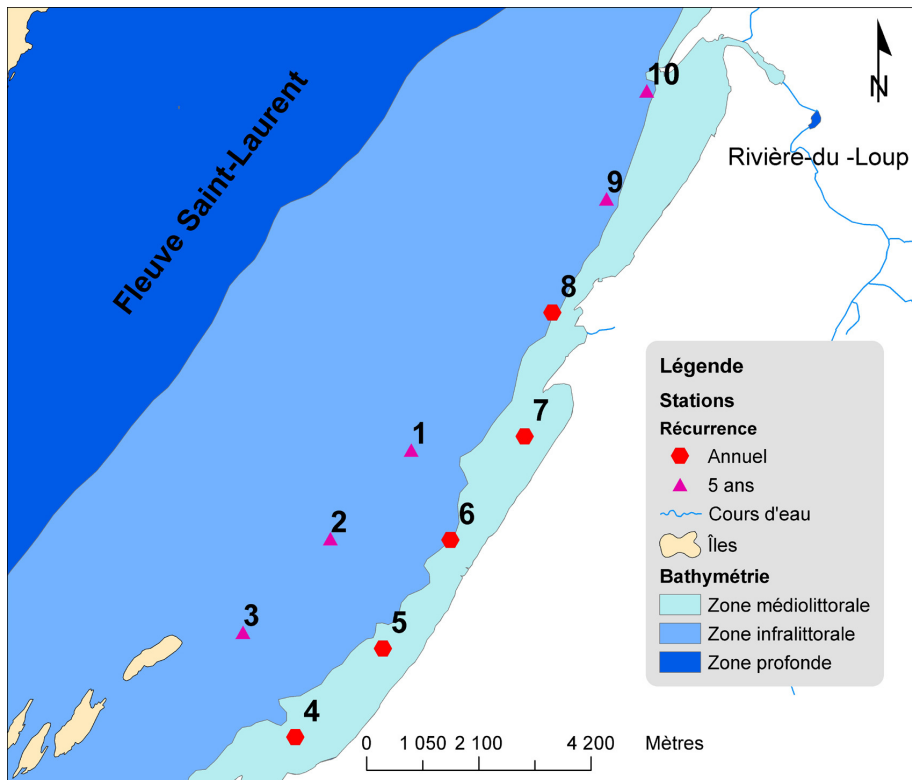 10
N
Rivière-du -Loup
Fleuve Saint-Laurent
9
8
7
1
6
2
3
5
4
Légende
Stations
Récurrence
Annuel
5 ans
Cours d'eau
Îles
Bathymétrie
Zone médiolittorale
Zone infralittorale
Zone profonde
0 1 050 2 100 4 200 Mètres